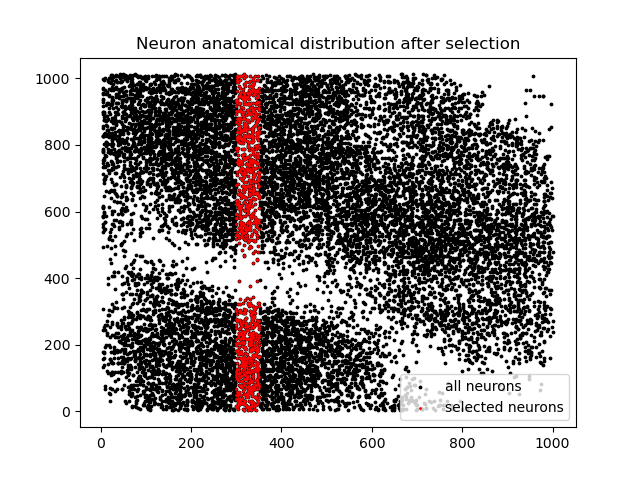 Neuron anatomical distribution after selection
1000
800
600
400
200
0
all neurons
selected neurons
0 200 400 600 800 1000